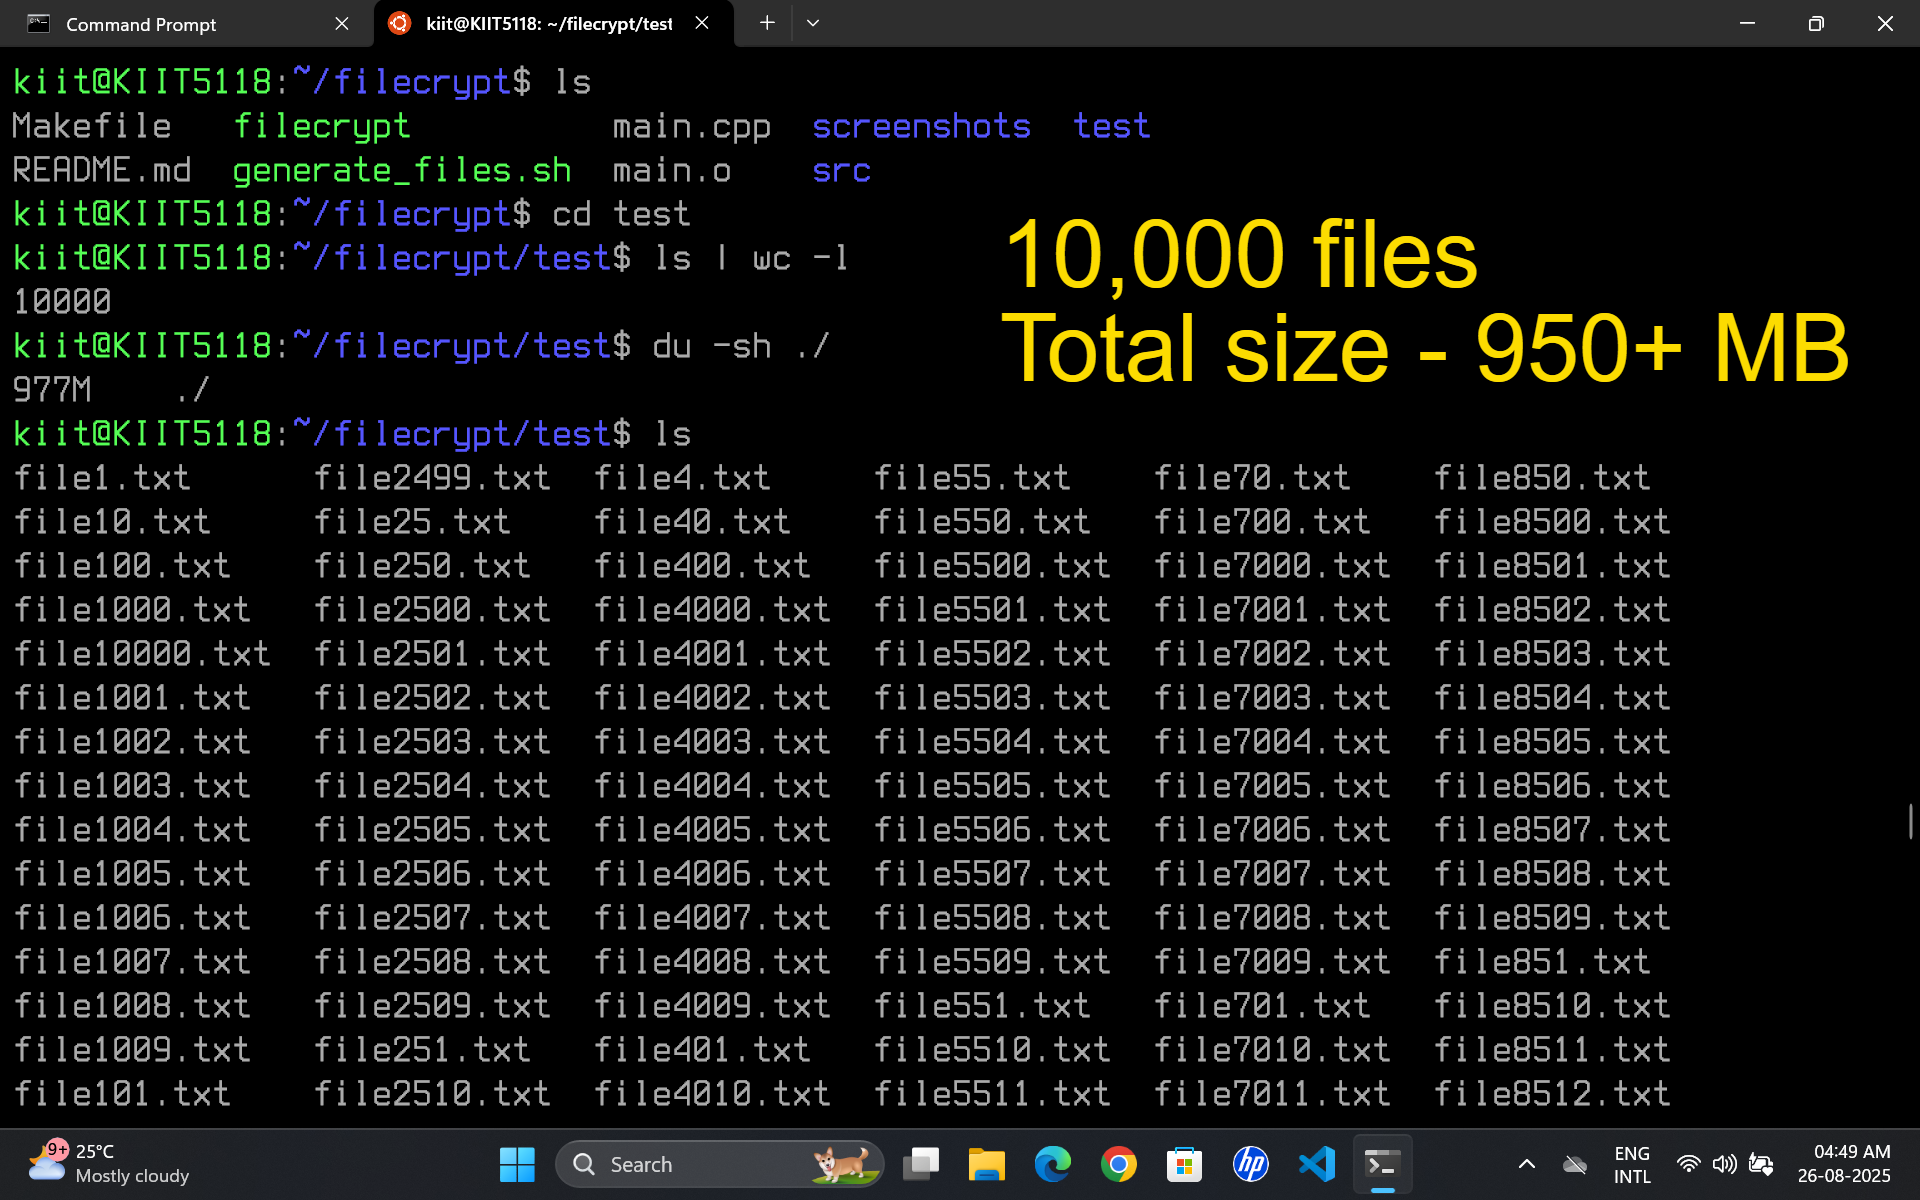 Command Prompt
kiit@KIIT5118: ~/filecrypt/test
kiit@KIIT5118:~/filecrypt$ ls
Makefile filecrypt main.cpp screenshots test
README.md generate_files.sh main.o src
kiit@KIIT5118:~/filecrypt$ cd test
kiit@KIIT5118:~/filecrypt/test$ ls | wc -l
10000
kiit@KIIT5118:~/filecrypt/test$ du -sh ./
977M ./
10,000 files
Total size - 950+ MB
kiit@KIIT5118:~/filecrypt/test$ ls
file1.txt file2499.txt file4.txt file55.txt file70.txt file850.txt
file10.txt file25.txt file40.txt file550.txt file700.txt file8500.txt
file100.txt file250.txt file400.txt file5500.txt file7000.txt file8501.txt
file1000.txt file2500.txt file4000.txt file5501.txt file7001.txt file8502.txt
file10000.txt file2501.txt file4001.txt file5502.txt file7002.txt file8503.txt
file1001.txt file2502.txt file4002.txt file5503.txt file7003.txt file8504.txt
file1002.txt file2503.txt file4003.txt file5504.txt file7004.txt file8505.txt
file1003.txt file2504.txt file4004.txt file5505.txt file7005.txt file8506.txt
file1004.txt file2505.txt file4005.txt file5506.txt file7006.txt file8507.txt
file1005.txt file2506.txt file4006.txt file5507.txt file7007.txt file8508.txt
file1006.txt file2507.txt file4007.txt file5508.txt file7008.txt file8509.txt
file1007.txt file2508.txt file4008.txt file5509.txt file7009.txt file851.txt
file1008.txt file2509.txt file4009.txt file551.txt file701.txt file8510.txt
file1009.txt file251.txt file401.txt file5510.txt file7010.txt file8511.txt
file101.txt file2510.txt file4010.txt file5511.txt file7011.txt file8512.txt
9+
25°C
Mostly cloudy
Search
hp
ENG
INTL
04:49 AM
26-08-2025